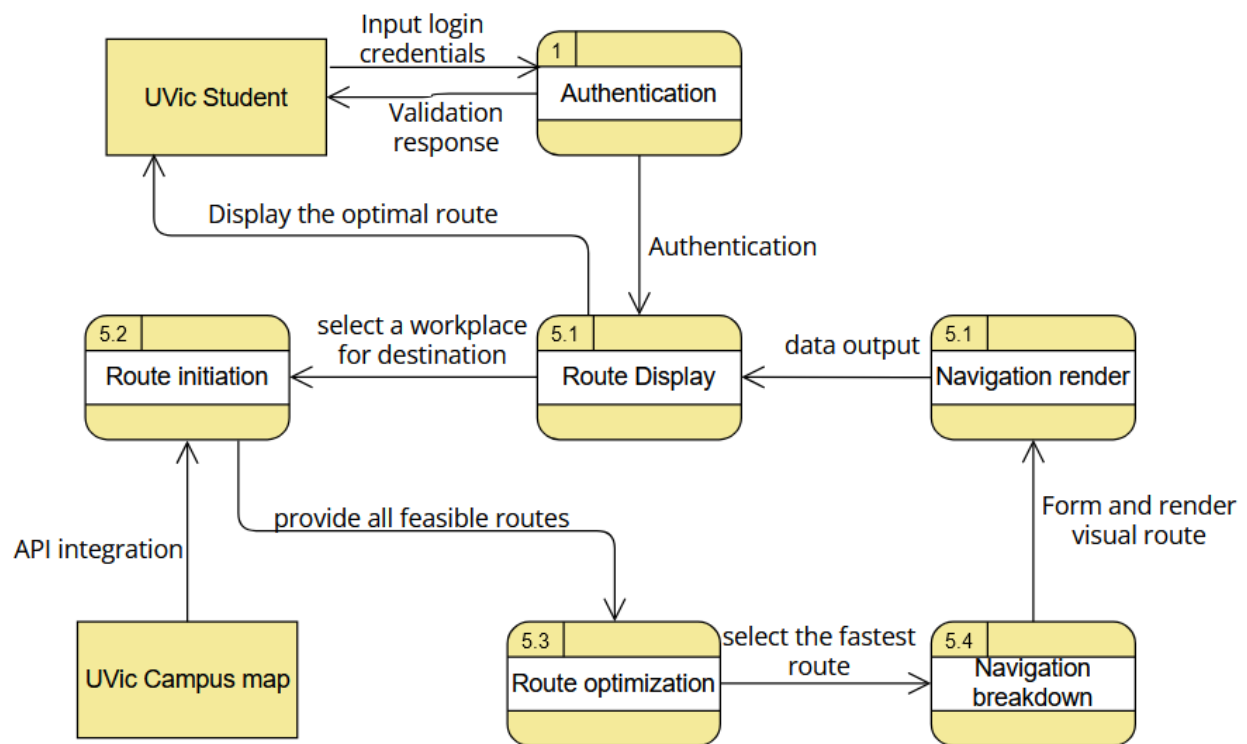 Input login
credentials
1
UVic Student
Authentication
Validation
response
Display the optimal route
Authentication
5.2
select a workplace
for destination
5.1
data output
5.1
Route initiation
Route Display
Navigation render
provide all feasible routes
Form and render
visual route
API integration
5.3
select the fastest
route
5.4
UVic Campus map
Route optimization
Navigation
breakdown